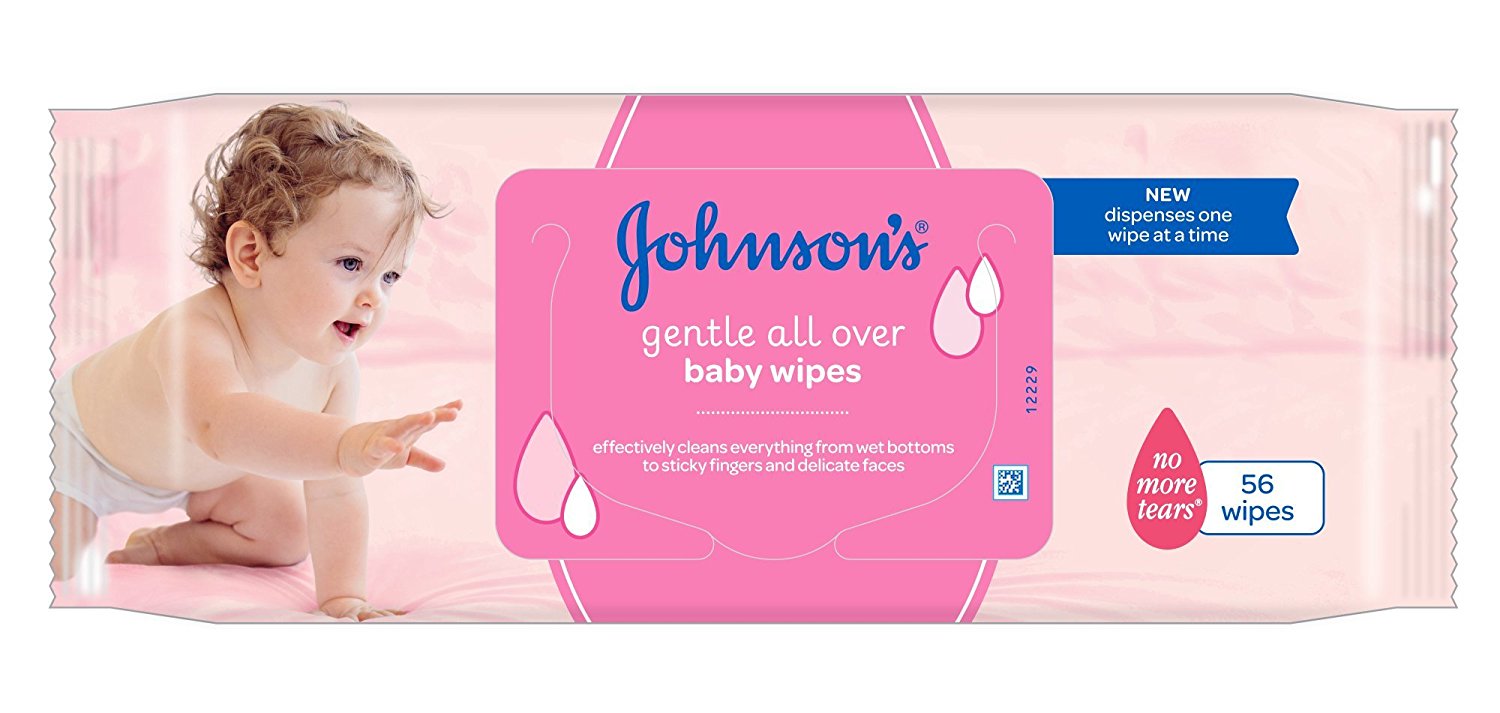 Johnson's®
gentle all over
baby wipes
effectively cleans everything from wet bottoms
to sticky fingers and delicate faces
12229
NEW
dispenses one
wipe at a time
no
more
tears®
56
wipes